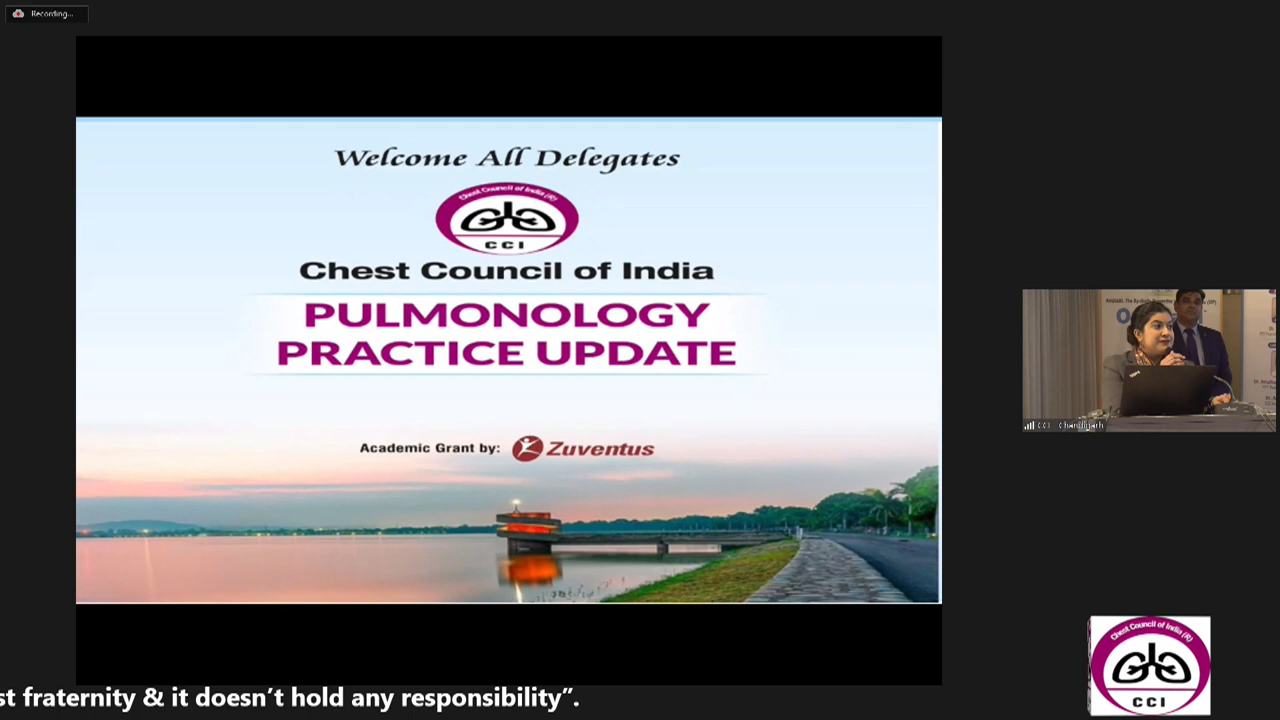 Recording...
Welcome All Delegates
Chest Council of India (R)
CCI
Chest Council of India
PULMONOLOGY
PRACTICE UPDATE
Academic Grant by: Zuventus
CCI - Chandigarh
Chest Council of India (R)
CCI
st fraternity & it doesn’t hold any responsibility”.